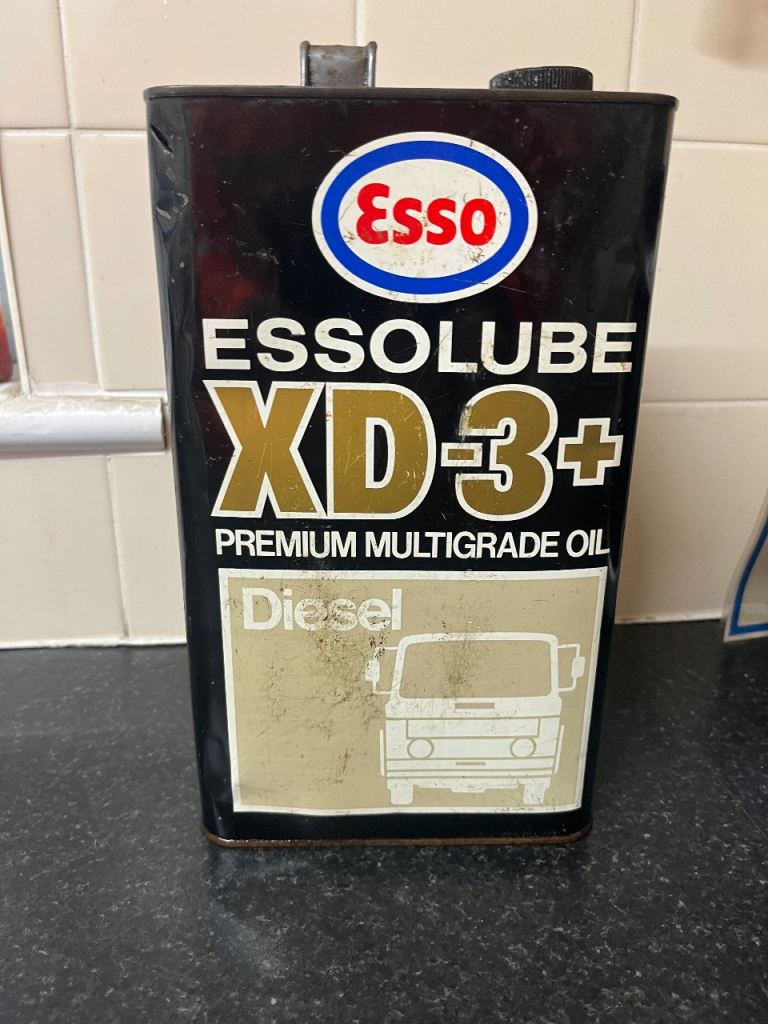 Esso
ESSOLUBE
XD-3+
PREMIUM MULTIGRADE OIL
Diesel